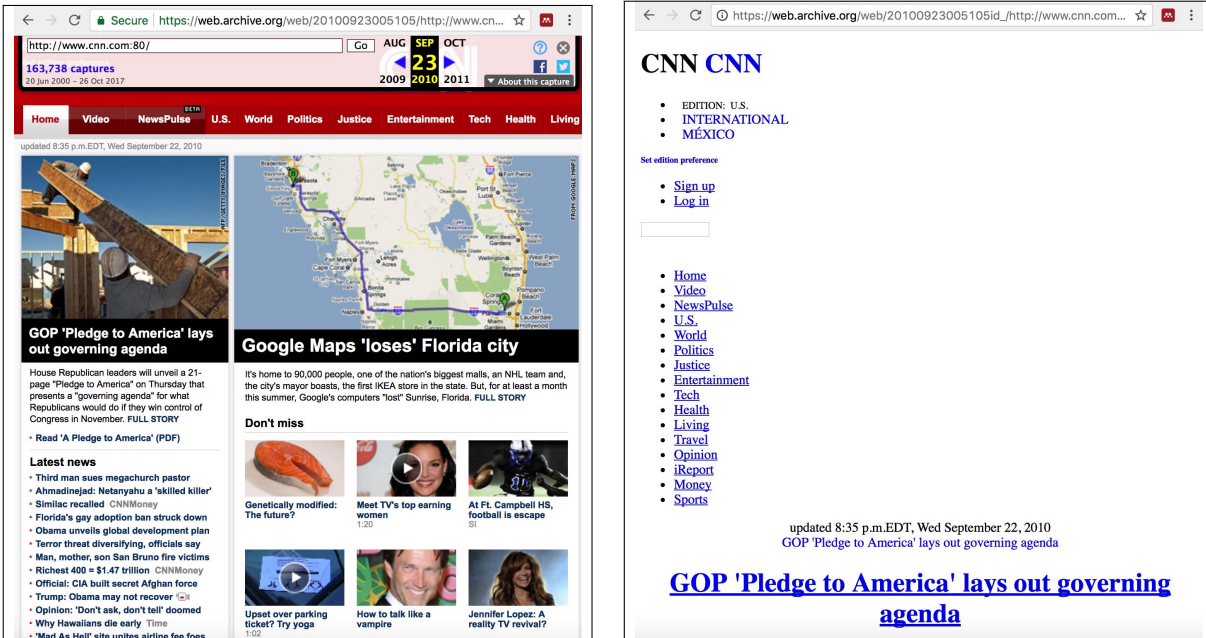 Secure https://web.archive.org/web/20100923005105/http://www.cn...
http://www.cnn.com:80/
Go
AUG SEP OCT
23
2009 2010 2011
163,738 captures
20 Jun 2000 - 26 Oct 2017
About this capture
BETA
Home Video NewsPulse U.S. World Politics Justice Entertainment Tech Health Living
updated 8:35 p.m.EDT, Wed September 22, 2010
FROM GOOGLE MAPS
GOP 'Pledge to America' lays
out governing agenda
House Republican leaders will unveil a 21-
page "Pledge to America" on Thursday that
presents a "governing agenda" for what
Republicans would do if they win control of
Congress in November. FULL STORY
• Read 'A Pledge to America' (PDF)
Latest news
• Third man sues megachurch pastor
• Ahmadinejad: Netanyahu a 'skilled killer'
• Similac recalled CNNMoney
• Florida's gay adoption ban struck down
• Obama unveils global development plan
• Terror threat diversifying, officials say
• Man, mother, son San Bruno fire victims
• Richest 400 = $1.47 trillion CNNMoney
• Official: CIA built secret Afghan force
• Trump: Obama may not recover
• Opinion: 'Don't ask, don't tell' doomed
• Why Hawaiians die early Time
• 'Mad As Hell' site unites airline fee foes
Google Maps 'loses' Florida city
It's home to 90,000 people, one of the nation's biggest malls, an NHL team and,
the city's mayor boasts, the first IKEA store in the state. But, for at least a month
this summer, Google's computers "lost" Sunrise, Florida. FULL STORY
Don't miss
Genetically modified:
The future?
Meet TV's top earning
women
1:20
At Ft. Campbell HS,
football is escape
SI
Upset over parking
ticket? Try yoga
1:02
How to talk like a
vampire
Jennifer Lopez: A
reality TV revival?
https://web.archive.org/web/20100923005105id_/http://www.cnn.com...
CNN CNN
• EDITION: U.S.
• INTERNATIONAL
• MÉXICO
Set edition preference
• Sign up
• Log in
• Home
• Video
• NewsPulse
• U.S.
• World
• Politics
• Justice
• Entertainment
• Tech
• Health
• Living
• Travel
• Opinion
• iReport
• Money
• Sports
updated 8:35 p.m.EDT, Wed September 22, 2010
GOP 'Pledge to America' lays out governing agenda
GOP 'Pledge to America' lays out governing
agenda